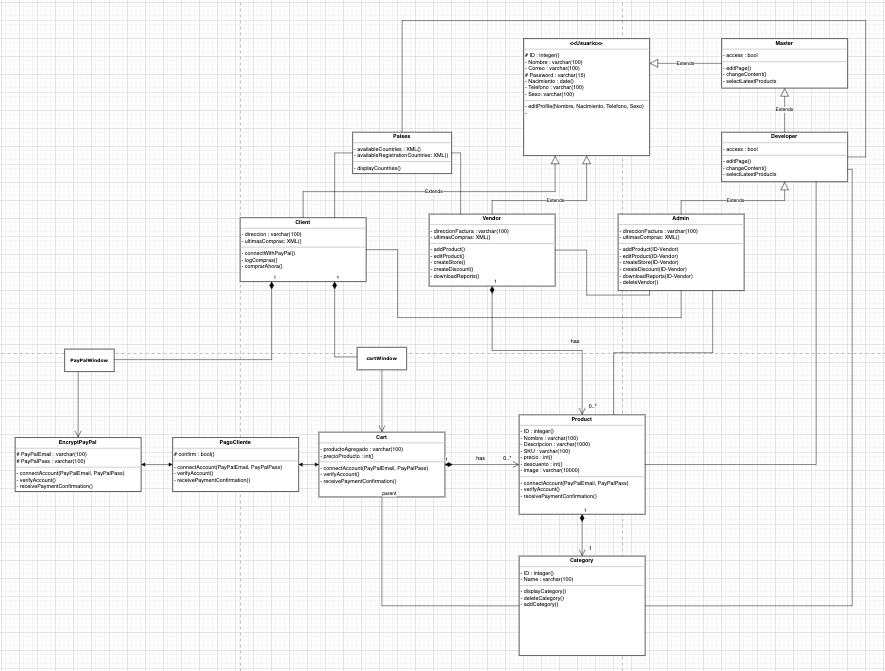 <<Usuario>>
# ID : integer()
- Nombre : varchar(100)
- Correo : varchar(100)
# Password : varchar(15)
- Nacimiento : date()
- Telefono : varchar(100)
- Sexo: varchar(100)
- editProfile(Nombre, Nacimiento, Telefono, Sexo)
-
Extends
Master
- access : bool
- editPage()
- changeContent()
- selectLatestProducts
Extends
Developer
- access : bool
- editPage()
- changeContent()
- selectLatestProducts
Paises
- availableCountries : XML()
- availableRegistrationCountries: XML()
- displayCountries()
Extends
Extends
Extends
Client
- direccion : varchar(100)
- ultimasCompras: XML()
- connectWithPayPal()
- logCompras()
- comprarAhora()
1
1
Vendor
- direccionFactura : varchar(100)
- ultimasCompras: XML()
- addProduct()
- editProduct()
- createStore()
- createDiscount()
- downloadReports()
1
Admin
- direccionFactura : varchar(100)
- ultimasCompras: XML()
- addProduct(ID-Vendor)
- editProduct(ID-Vendor)
- createStore(ID-Vendor)
- createDiscount(ID-Vendor)
- downloadReports(ID-Vendor)
- deleteVendor()
has
0..*
PayPalWindow
cartWindow
EncryptPayPal
# PayPalEmail : varchar(100)
# PayPalPass : varchar(100)
- connectAccount(PayPalEmail, PayPalPass)
- verifyAccount()
- receivePaymentConfirmation()
PagoCliente
# confirm : bool()
- connectAccount(PayPalEmail, PayPalPass)
- verifyAccount()
- receivePaymentConfirmation()
Cart
- productoAgregado : varchar(100)
- precioProducto : int()
- connectAccount(PayPalEmail, PayPalPass)
- verifyAccount()
- receivePaymentConfirmation()
parent
1
has
0..*
Product
- ID : integer()
- Nombre : varchar(100)
- Descripcion : varchar(1000)
- SKU : varchar(100)
- precio : int()
- descuento : int()
- image : varchar(10000)
- connectAccount(PayPalEmail, PayPalPass)
- verifyAccount()
- receivePaymentConfirmation()
1
1
Category
- ID : integer()
- Name : varchar(100)
- displayCategory()
- deleteCategory()
- addCategory()